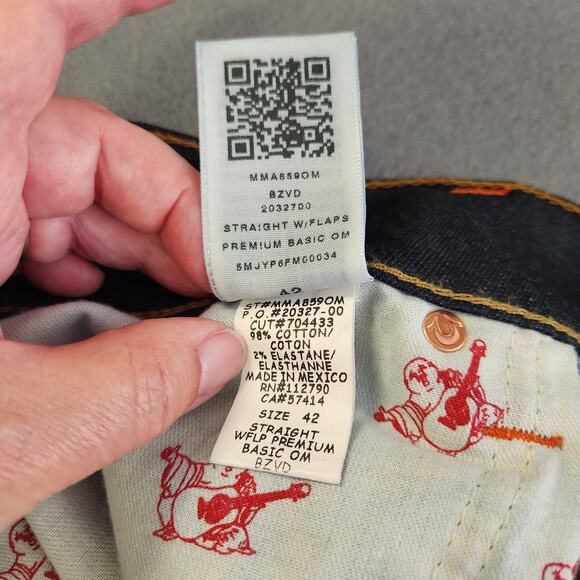 MMA859OM
BZVD
2032700
STRAIGHT W/FLAPS
PREMIUM BASIC OM
5MJYP6FM00034
42
ST#MMA859OM
P.O.#20327-00
CUT#704433
98% COTTON/
COTON
2% ELASTANE/
ELASTHANNE
MADE IN MEXICO
RN#112790
CA#57414
SIZE 42
STRAIGHT
WFLP PREMIUM
BASIC OM
BZVD